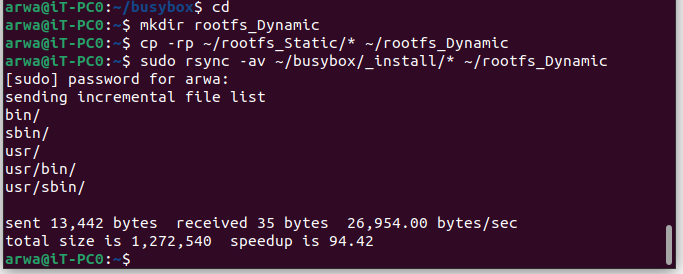 arwa@iT-PC0:~/busybox$ cd
arwa@iT-PC0:~$ mkdir rootfs_Dynamic
arwa@iT-PC0:~$ cp -rp ~/rootfs_Static/* ~/rootfs_Dynamic
arwa@iT-PC0:~$ sudo rsync -av ~/busybox/_install/* ~/rootfs_Dynamic
[sudo] password for arwa:
sending incremental file list
bin/
sbin/
usr/
usr/bin/
usr/sbin/
sent 13,442 bytes  received 35 bytes  26,954.00 bytes/sec
total size is 1,272,540  speedup is 94.42
arwa@iT-PC0:~$